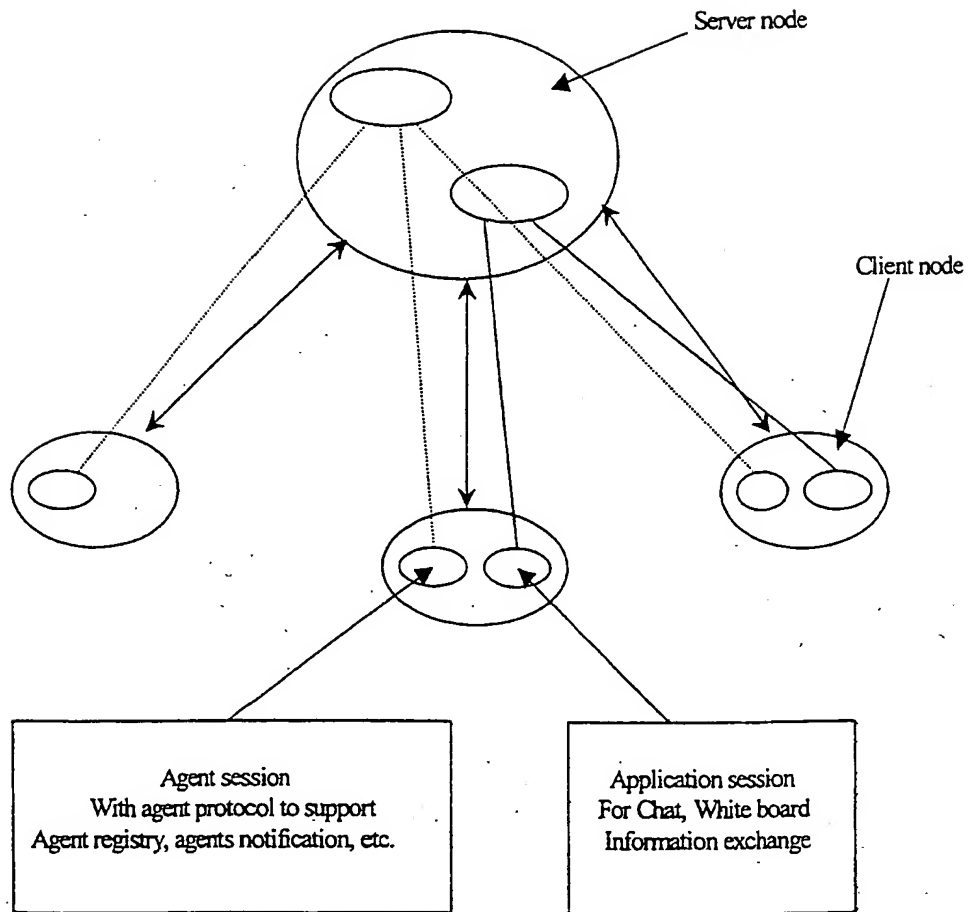 Server node
Client node
Agent session
With agent protocol to support
Agent registry, agents notification, etc.
Application session
For Chat, White board
Information exchange